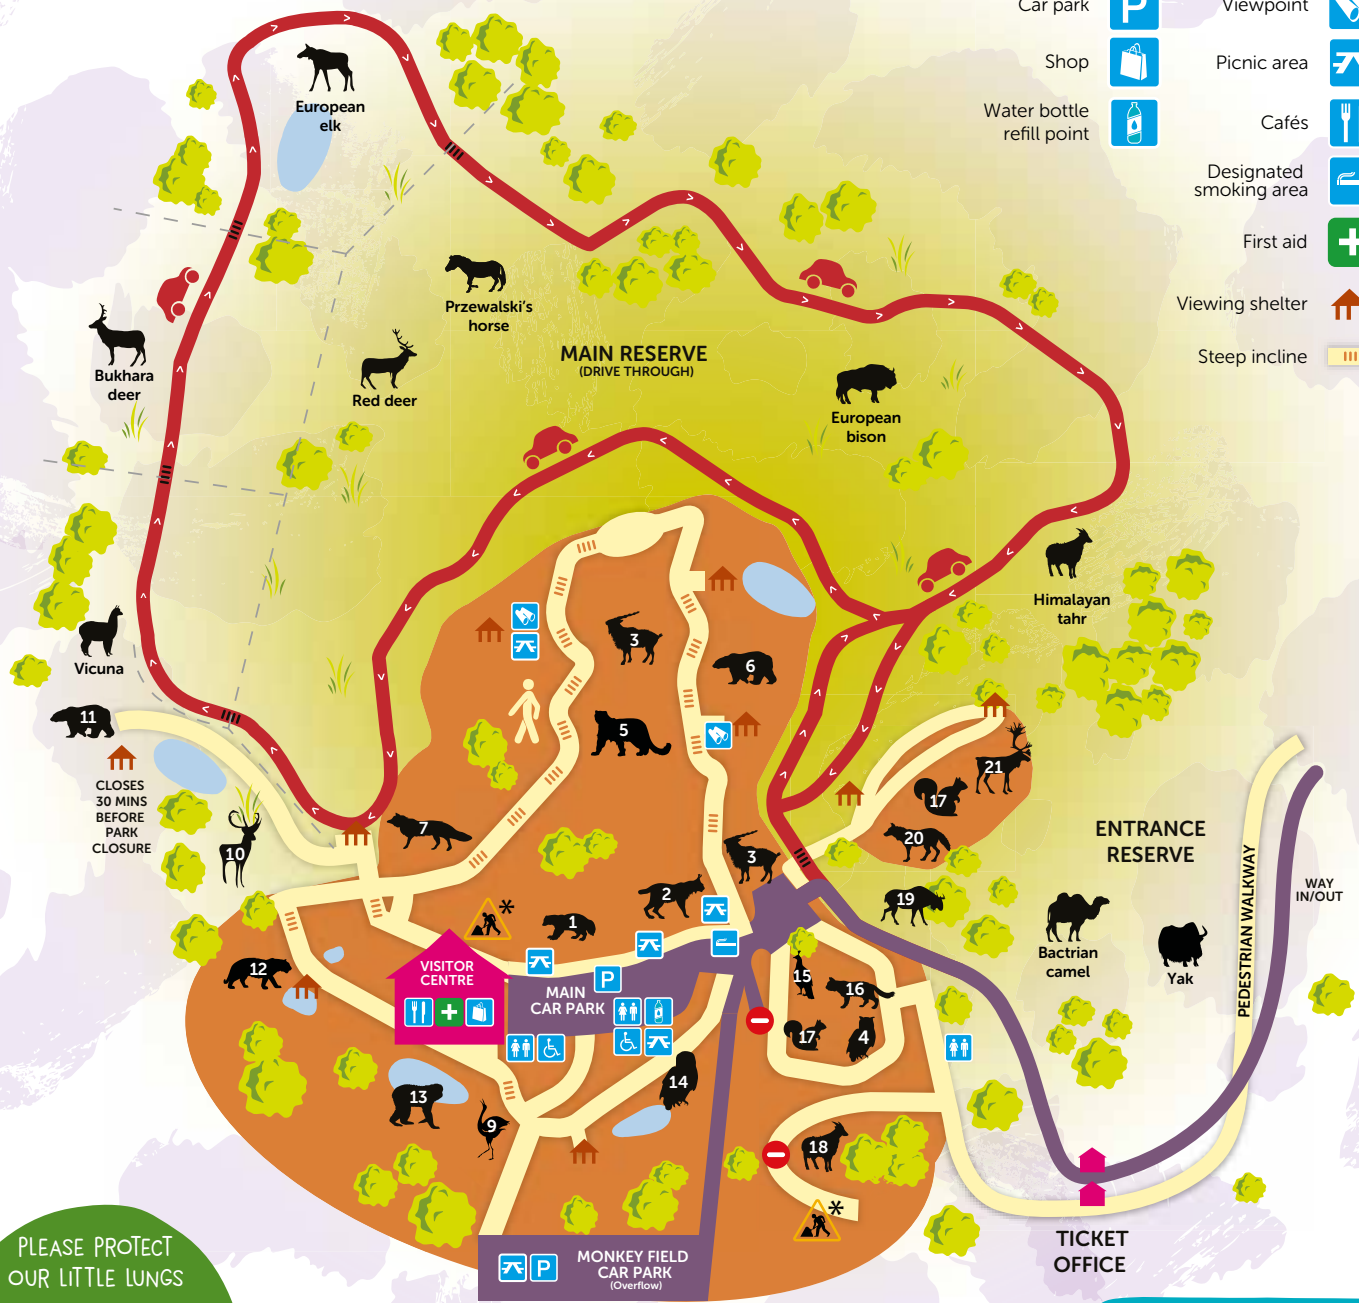 Car park
P
Viewpoint
Shop
Picnic area
Water bottle
refill point
Cafés
Designated
smoking area
First aid
Viewing shelter
Steep incline
European
elk
Przewalski's
horse
MAIN RESERVE
(DRIVE THROUGH)
Bukhara
deer
Red deer
European
bison
Himalayan
tahr
Vicuna
3
6
5
11
CLOSES
30 MINS
BEFORE
PARK
CLOSURE
10
7
3
21
17
20
ENTRANCE
RESERVE
2
1
*
19
Bactrian
camel
Yak
PEDESTRIAN WALKWAY
WAY
IN/OUT
12
VISITOR
CENTRE
MAIN
CAR PARK
P
15
16
17
4
13
9
14
18
*
TICKET
OFFICE
PLEASE PROTECT
OUR LITTLE LUNGS
P
MONKEY FIELD
CAR PARK
(Overflow)